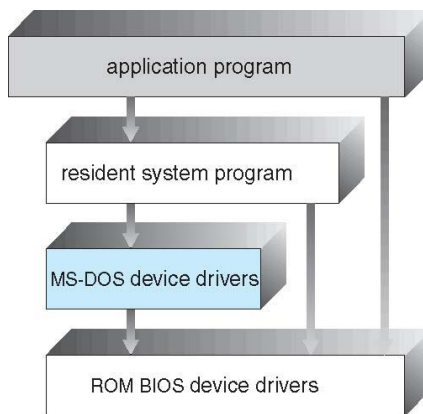 application program
resident system program
MS-DOS device drivers
ROM BIOS device drivers